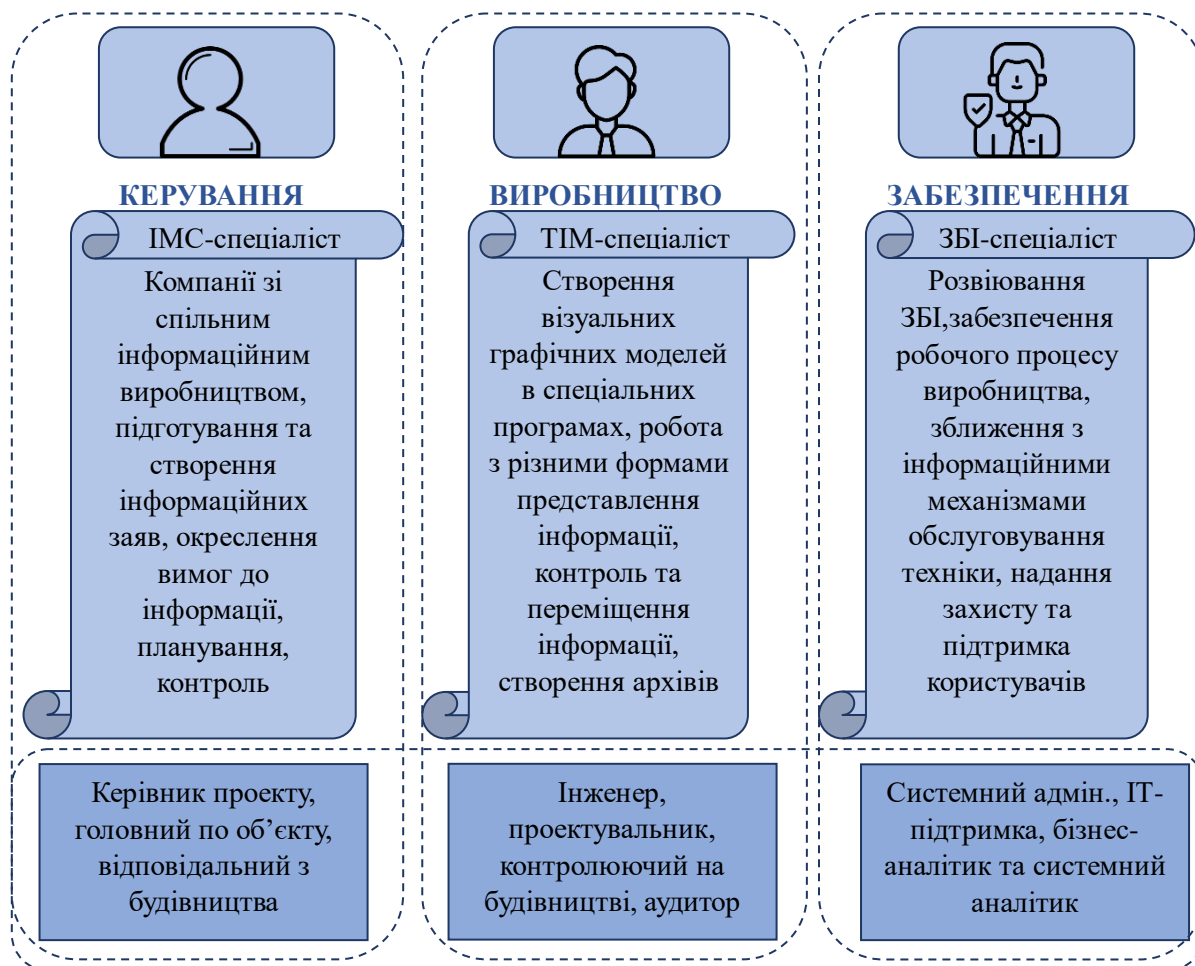 КЕРУВАННЯ
ІМС-спеціаліст
Компанії зі
спільним
інформаційним
виробництвом,
підготування та
створення
інформаційних
заяв, окреслення
вимог до
інформації,
планування,
контроль
Керівник проекту,
головний по об’єкту,
відповідальний з
будівництва
ВИРОБНИЦТВО
ТІМ-спеціаліст
Створення
візуальних
графічних моделей
в спеціальних
програмах, робота
з різними формами
представлення
інформації,
контроль та
переміщення
інформації,
створення архівів
Інженер,
проектувальник,
контролюючий на
будівництві, аудитор
ЗАБЕЗПЕЧЕННЯ
ЗБІ-спеціаліст
Розвіювання
ЗБІ,забезпечення
робочого процесу
виробництва,
зближення з
інформаційними
механізмами
обслуговування
техніки, надання
захисту та
підтримка
користувачів
Системний адмін., ІТ-
підтримка, бізнес-
аналітик та системний
аналітик